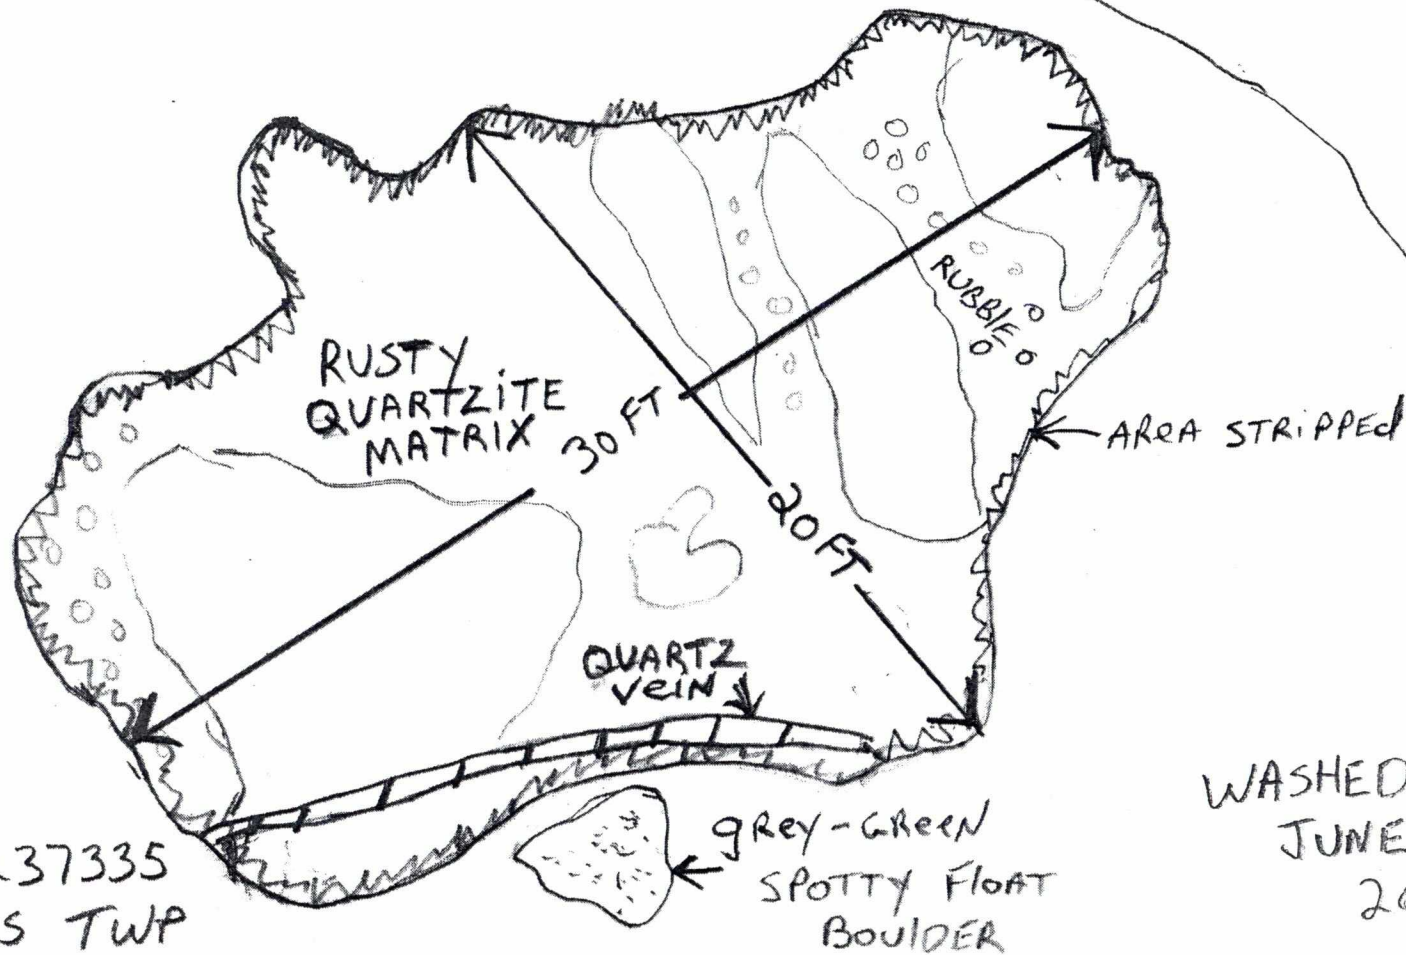 RUSTY
QUARTZITE
MATRIX
30 FT
20 FT
RUBBLE
AREA STRIPPEd
QUARTZ
VEIN
gREY-GREEN
SPOTTY FLOAT
BOULDER
37335
S TWP
WASHED
JUNE